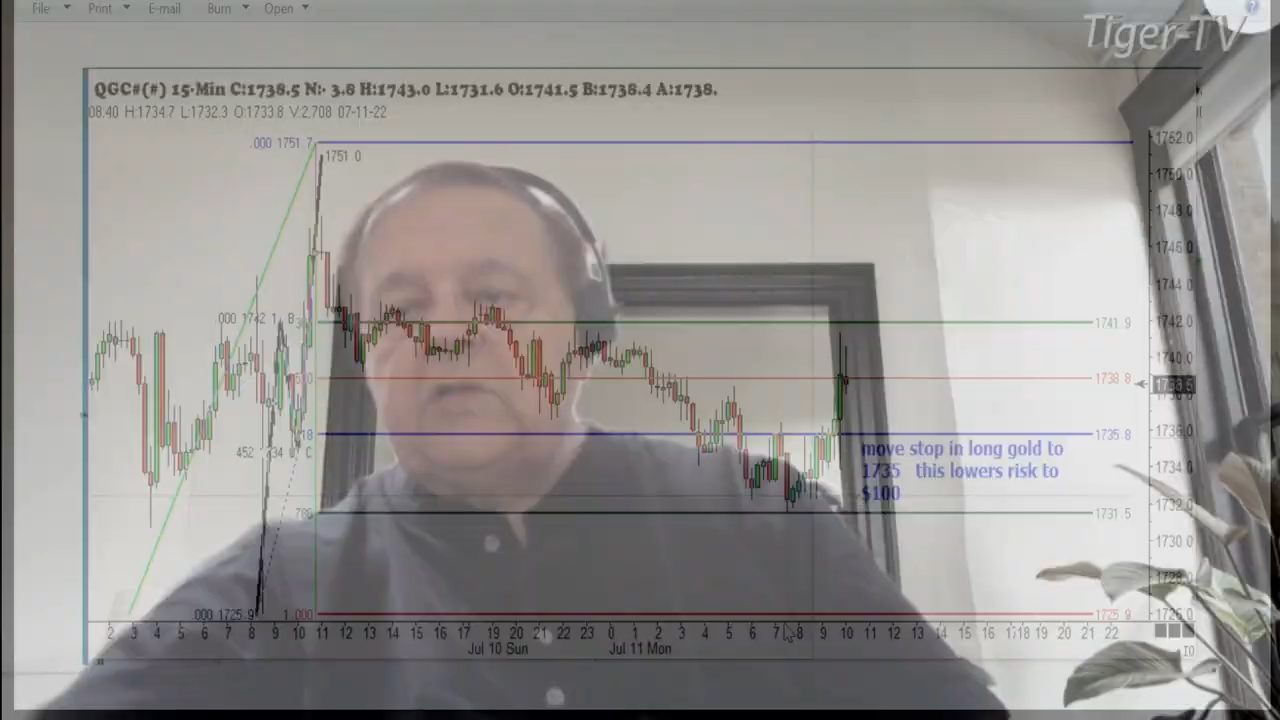 File Print E-mail Burn Open
Tiger-TV
QGC#(#) 15-Min C:1738.5 N:- 3.8 H:1743.0 L:1731.6 O:1741.5 B:1738.4 A:1738.
08.40 H:1734.7 L:1732.3 O:1733.8 V:2,708 07-11-22
.000 1751.7
1751 0
1752.0
1750.0
1748.0
1746.0
1744.0
1742.0
1740.0
1738.5
1736.0
1734.0
1732.0
1730.0
1728.0
1726.0
000 1742 1 B
1741.9
1738.8
1735.8
452 1734 0 C
move stop in long gold to
1735 this lowers risk to
$100
786
1731.5
.000 1725.9 1.000
1725.9
2 3 4 5 6 7 8 9 10 11 12 13 14 15 16 17 19 20 21 22 23 0 1 2 3 4 5 6 7 8 9 10 11 12 13 14 15 16 17 18 19 20 21 22
Jul 10 Sun Jul 11 Mon